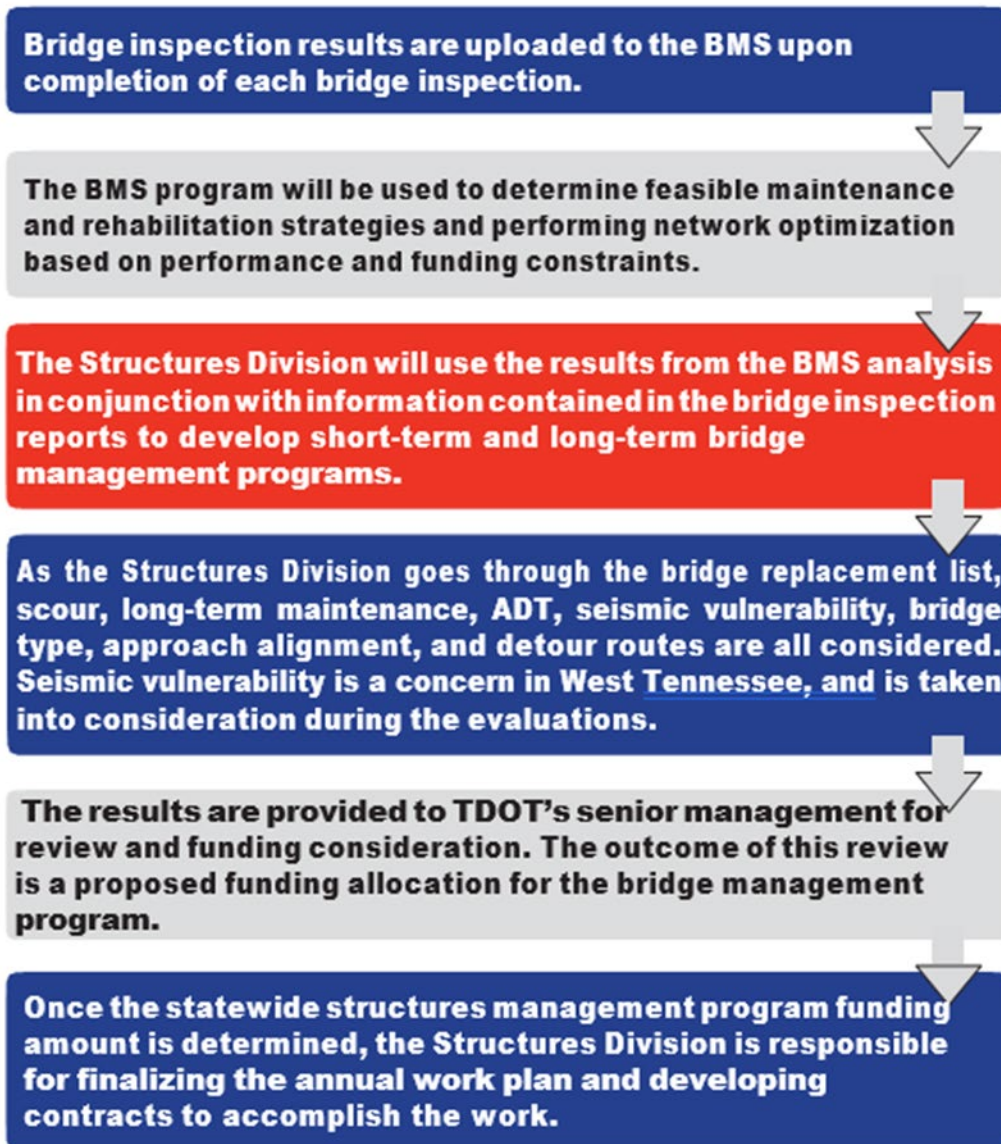 Bridge inspection results are uploaded to the BMS upon
completion of each bridge inspection.
The BMS program will be used to determine feasible maintenance
and rehabilitation strategies and performing network optimization
based on performance and funding constraints.
The Structures Division will use the results from the BMS analysis
in conjunction with information contained in the bridge inspection
reports to develop short-term and long-term bridge
management programs.
As the Structures Division goes through the bridge replacement list,
scour, long-term maintenance, ADT, seismic vulnerability, bridge
type, approach alignment, and detour routes are all considered.
Seismic vulnerability is a concern in West Tennessee, and is taken
into consideration during the evaluations.
The results are provided to TDOT’s senior management for
review and funding consideration. The outcome of this review
is a proposed funding allocation for the bridge management
program.
Once the statewide structures management program funding
amount is determined, the Structures Division is responsible
for finalizing the annual work plan and developing
contracts to accomplish the work.